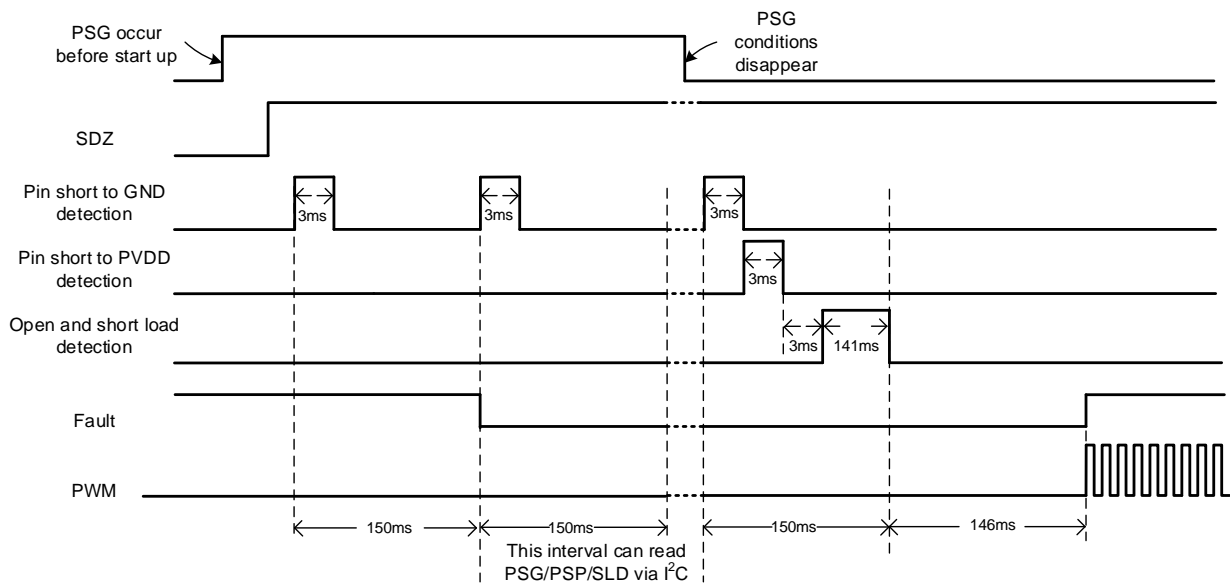 PSG occur
before start up
PSG
conditions
disappear
SDZ
Pin short to GND
detection
3ms
3ms
3ms
Pin short to PVDD
detection
3ms
Open and short load
detection
3ms
141ms
Fault
PWM
150ms
150ms
150ms
146ms
This interval can read
PSG/PSP/SLD via I²C